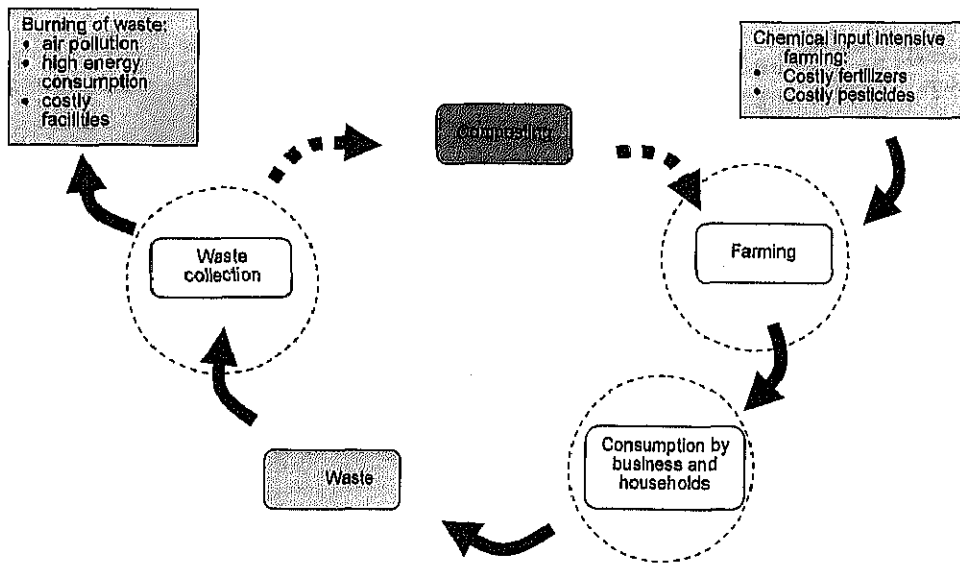 Burning of waste:
• air pollution
• high energy
consumption
• costly
facilities
Chemical input intensive
farming:
• Costly fertilizers
• Costly pesticides
Composting
Waste
collection
Farming
Waste
Consumption by
business and
households